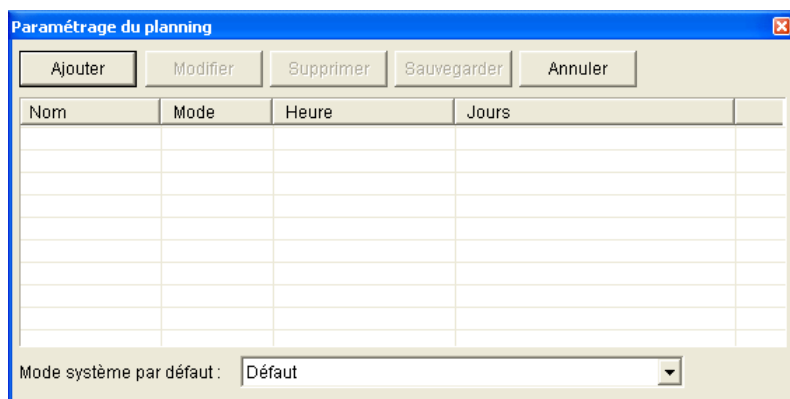 Paramétrage du planning
Ajouter Modifier Supprimer Sauvegarder Annuler
Nom Mode Heure Jours
Mode système par défaut : Défaut